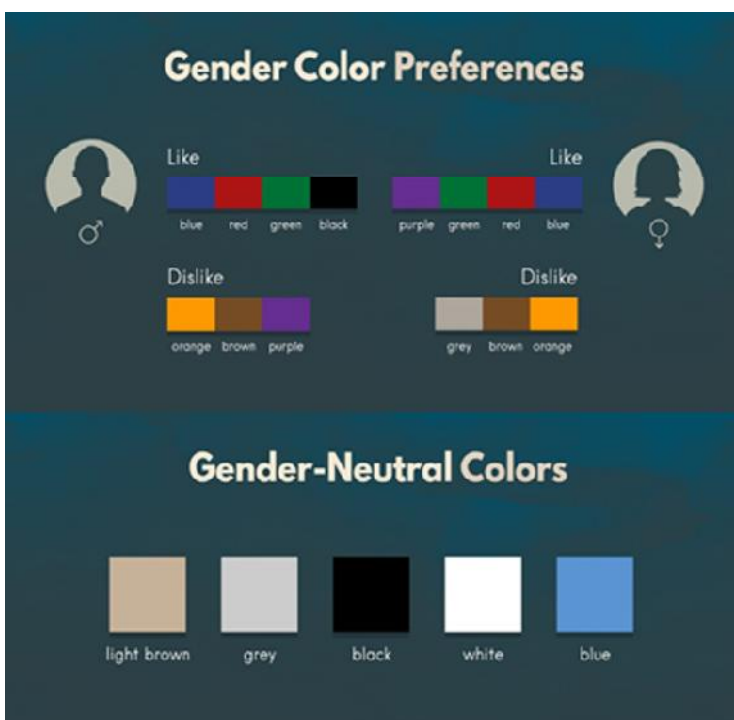 Gender Color Preferences
Like
blue red green black
Like
purple green red blue
Dislike
orange brown purple
Dislike
grey brown orange
Gender-Neutral Colors
light brown grey black white blue